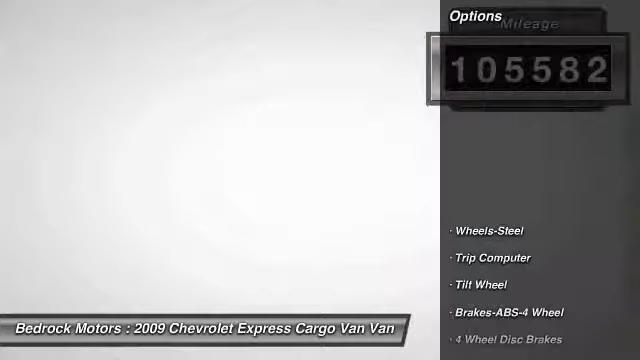 Options
Mileage
105582
· Wheels-Steel
· Trip Computer
· Tilt Wheel
· Brakes-ABS-4 Wheel
· 4 Wheel Disc Brakes
Bedrock Motors : 2009 Chevrolet Express Cargo Van Van